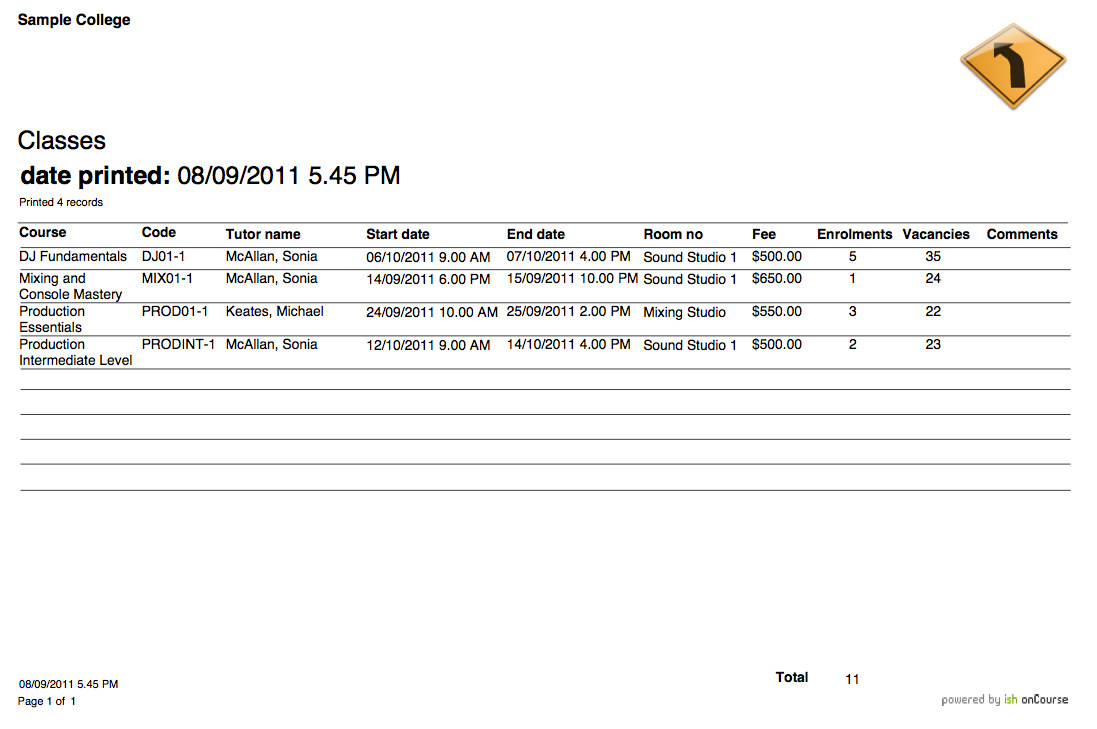 Sample College
Classes
date printed: 08/09/2011 5.45 PM
Printed 4 records
Course Code Tutor name Start date End date Room no Fee Enrolments Vacancies Comments
DJ Fundamentals DJ01-1 McAllan, Sonia 06/10/2011 9.00 AM 07/10/2011 4.00 PM Sound Studio 1 $500.00 5 35
Mixing and MIX01-1 McAllan, Sonia 14/09/2011 6.00 PM 15/09/2011 10.00 PM Sound Studio 1 $650.00 1 24
Console Mastery
Production PROD01-1 Keates, Michael 24/09/2011 10.00 AM 25/09/2011 2.00 PM Mixing Studio $550.00 3 22
Essentials
Production PRODINT-1 McAllan, Sonia 12/10/2011 9.00 AM 14/10/2011 4.00 PM Sound Studio 1 $500.00 2 23
Intermediate Level
Total 11
08/09/2011 5.45 PM
Page 1 of 1
powered by ish onCourse